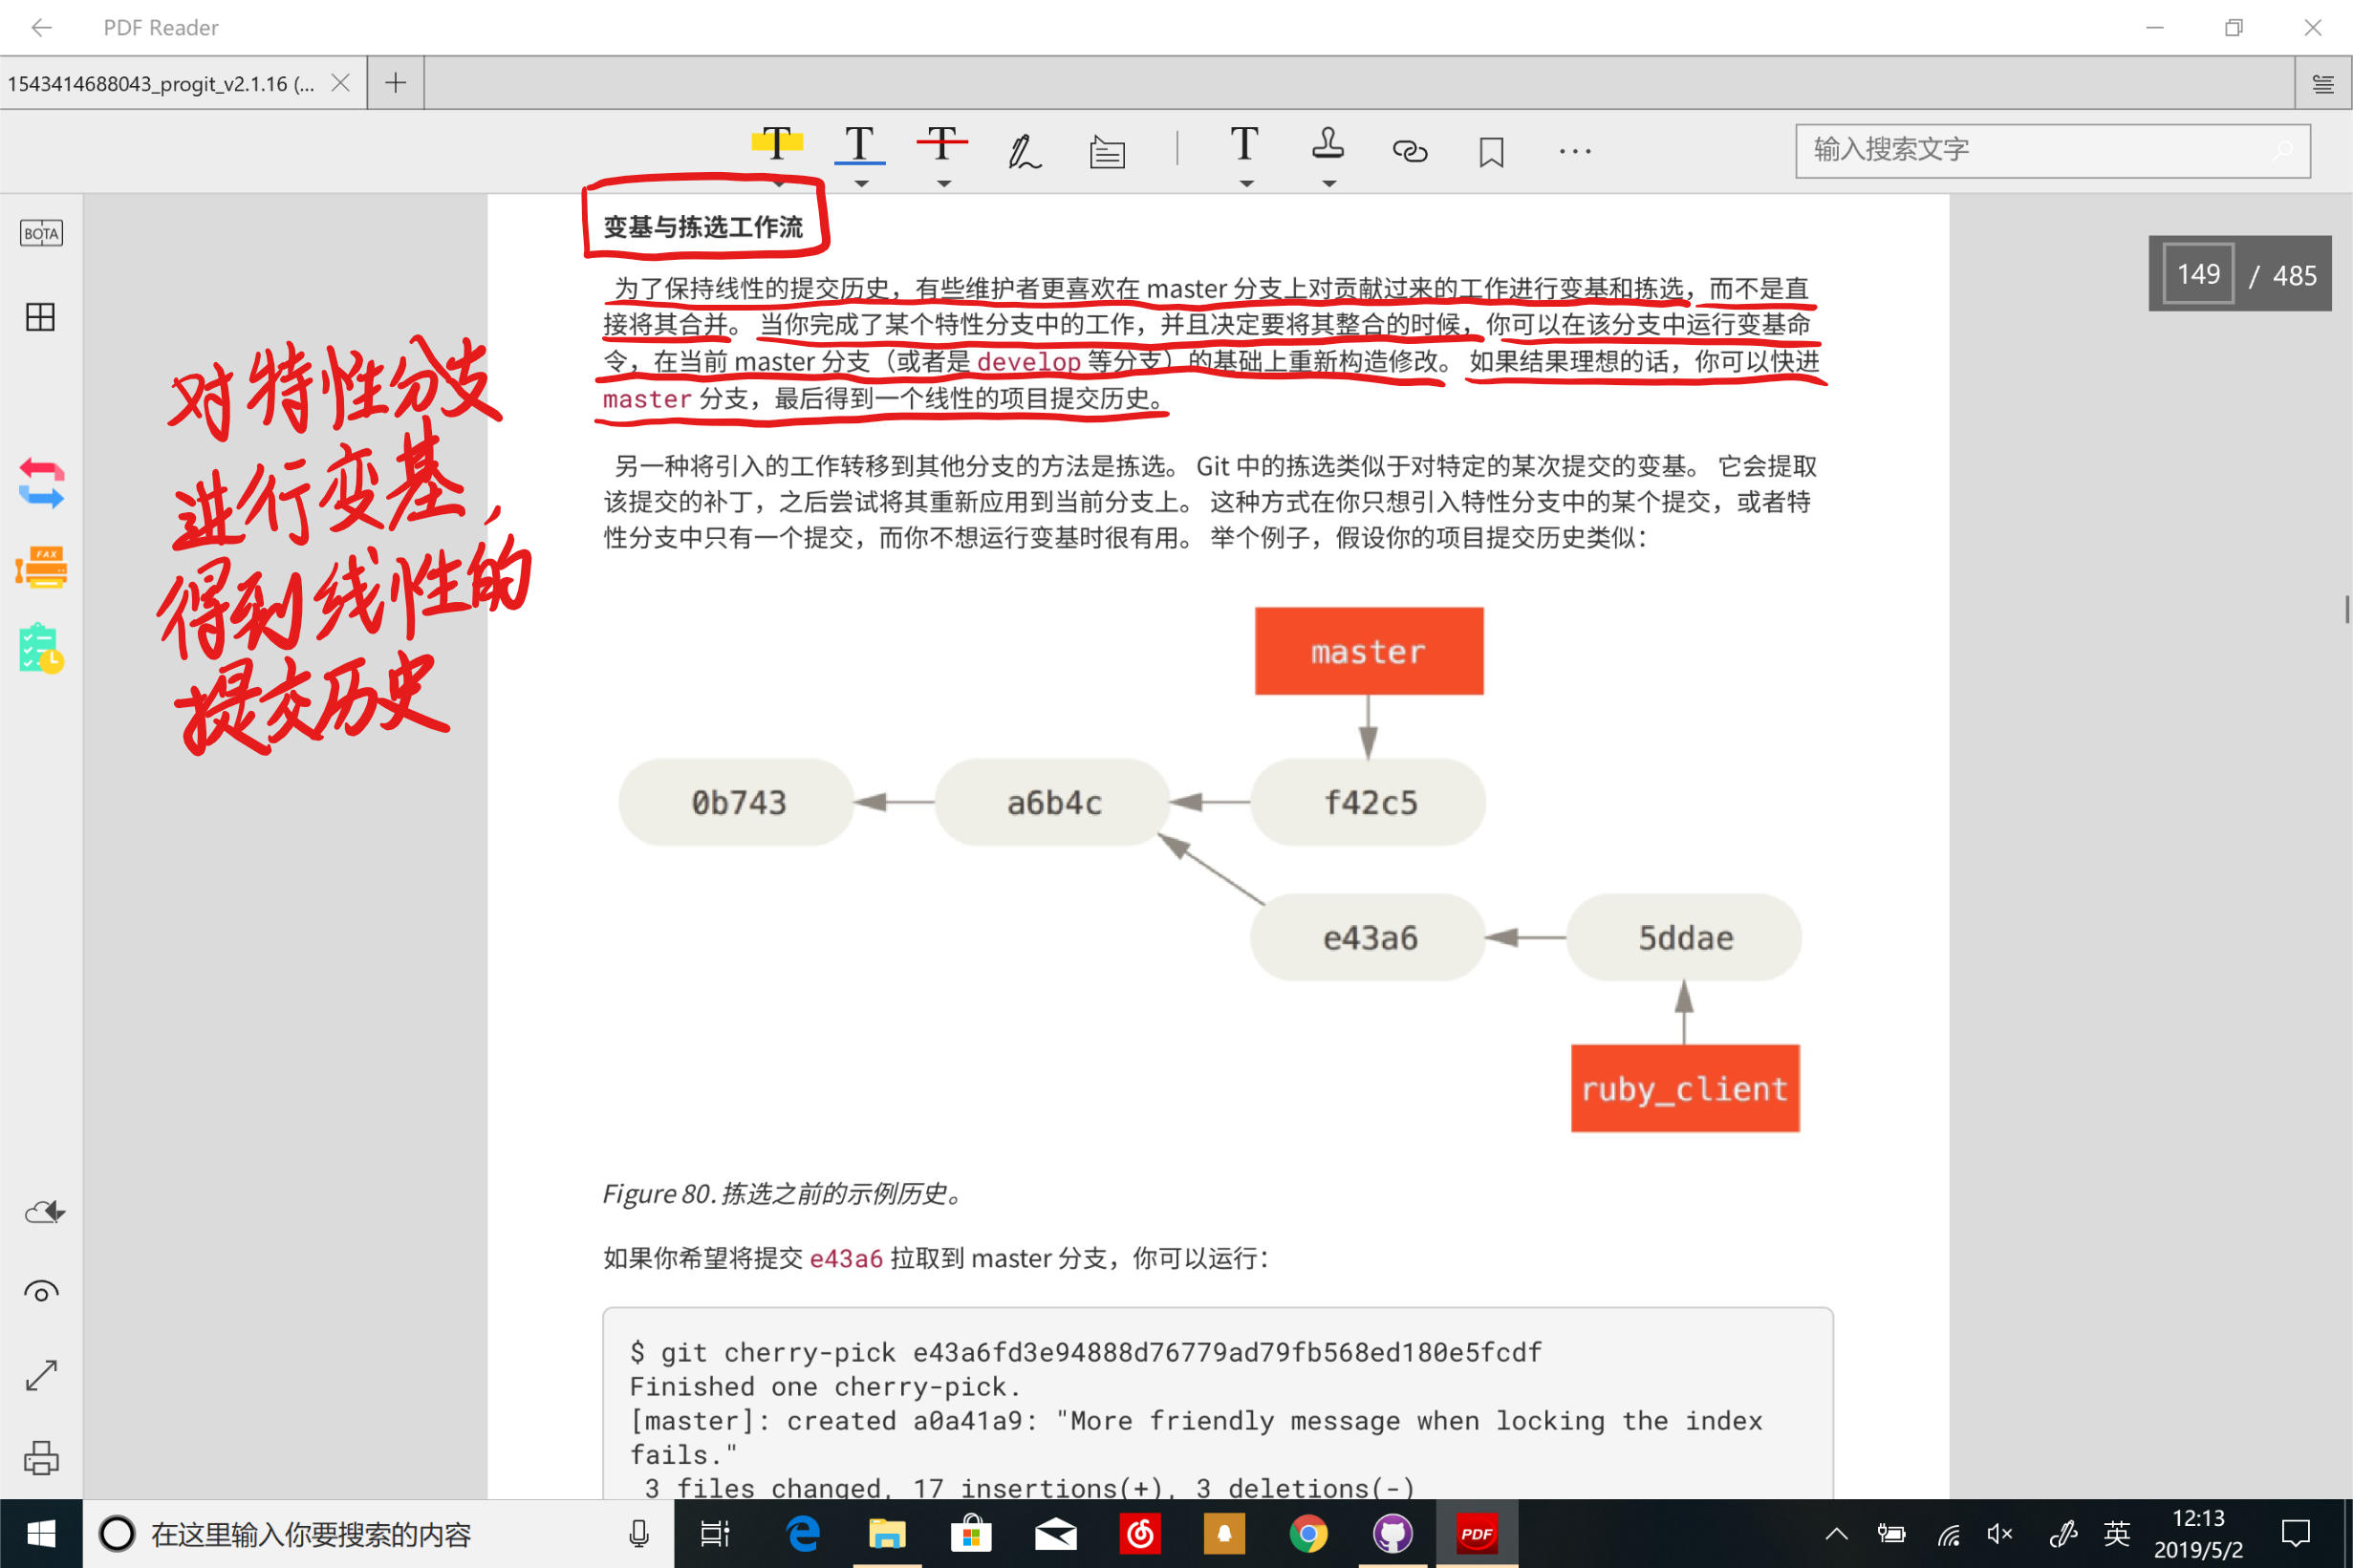 PDF Reader
1543414688043_progit_v2.1.16 (...
输入搜索文字
BOTA
149 / 485
变基与拣选工作流
为了保持线性的提交历史，有些维护者更喜欢在 master 分支上对贡献过来的工作进行变基和拣选，而不是直
接将其合并。 当你完成了某个特性分支中的工作，并且决定要将其整合的时候，你可以在该分支中运行变基命
令，在当前 master 分支（或者是 develop 等分支）的基础上重新构造修改。 如果结果理想的话，你可以快进
master 分支，最后得到一个线性的项目提交历史。
对特性分支
进行变基，
得到线性的
提交历史
FAX
另一种将引入的工作转移到其他分支的方法是拣选。 Git 中的拣选类似于对特定的某次提交的变基。 它会提取
该提交的补丁，之后尝试将其重新应用到当前分支上。 这种方式在你只想引入特性分支中的某个提交，或者特
性分支中只有一个提交，而你不想运行变基时很有用。 举个例子，假设你的项目提交历史类似：
master
0b743
a6b4c
f42c5
e43a6
5ddae
ruby_client
Figure 80. 拣选之前的示例历史。
如果你希望将提交 e43a6 拉取到 master 分支，你可以运行：
$ git cherry-pick e43a6fd3e94888d76779ad79fb568ed180e5fcdf
Finished one cherry-pick.
[master]: created a0a41a9: "More friendly message when locking the index
fails."
3 files changed, 17 insertions(+), 3 deletions(-)
在这里输入你要搜索的内容
PDF
英
12:13
2019/5/2